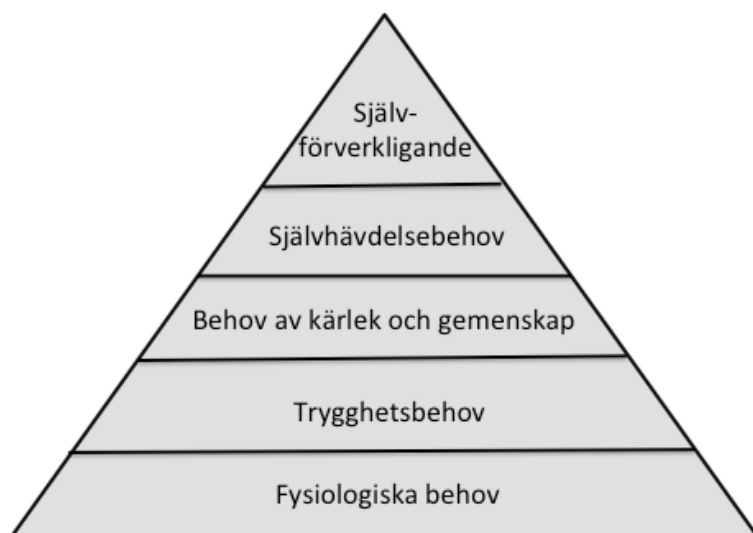 Själv-
förverkligande
Självhävdelsebehov
Behov av kärlek och gemenskap
Trygghetsbehov
Fysiologiska behov